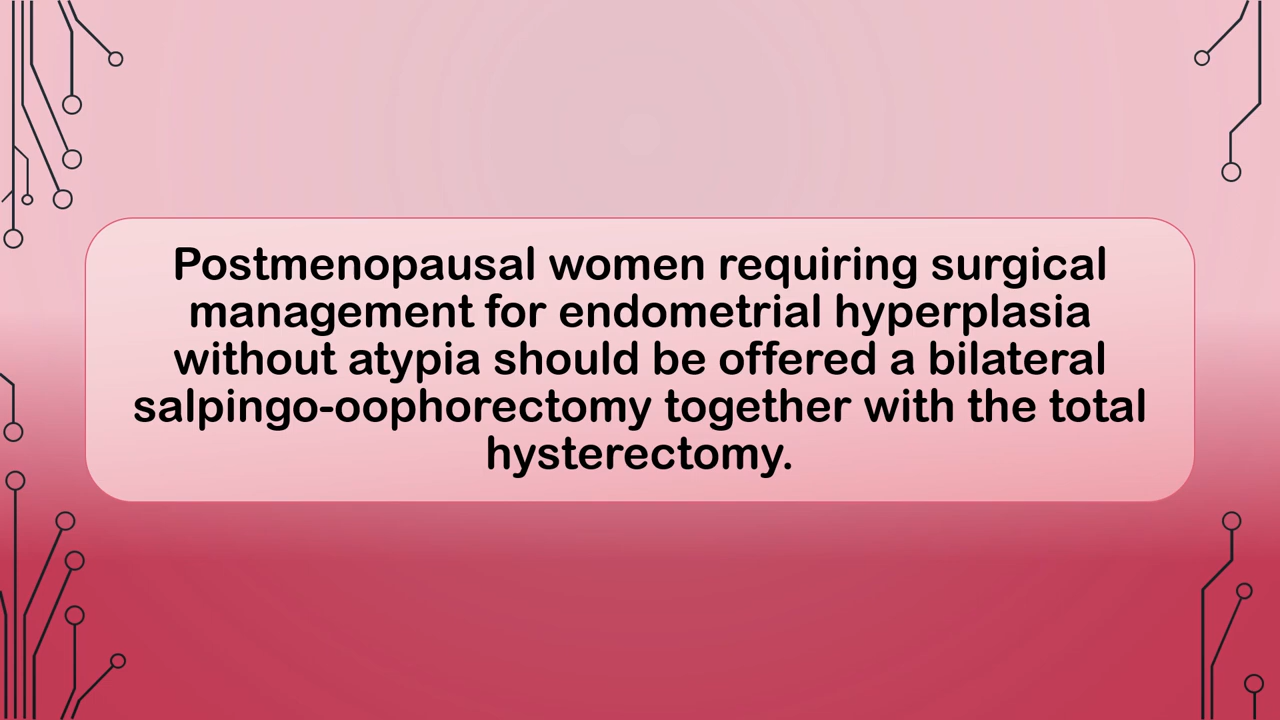 Postmenopausal women requiring surgical
management for endometrial hyperplasia
without atypia should be offered a bilateral
salpingo-oophorectomy together with the total
hysterectomy.